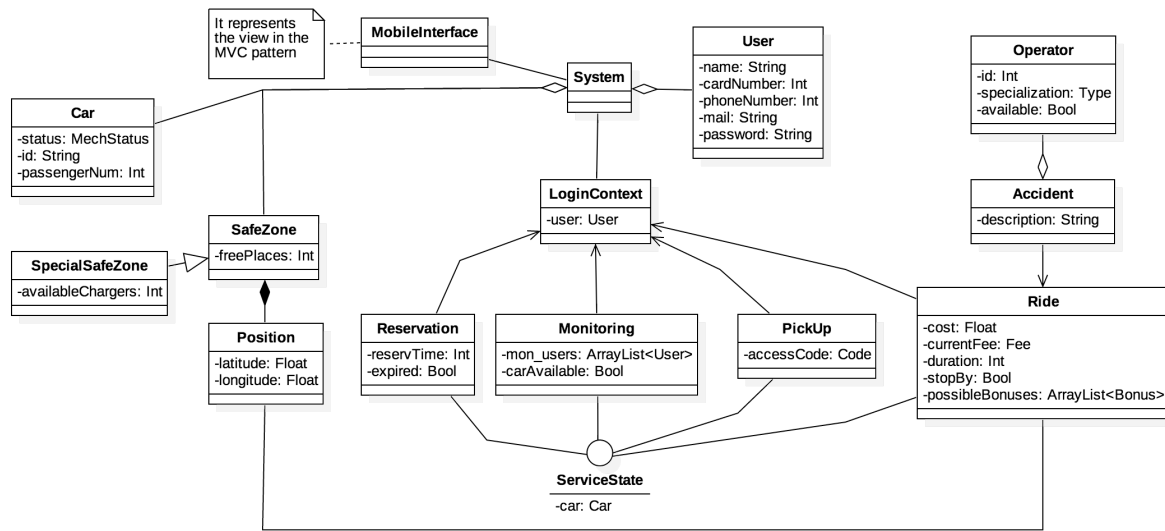 It represents
the view in the
MVC pattern
MobileInterface
System
User
-name: String
-cardNumber: Int
-phoneNumber: Int
-mail: String
-password: String
Operator
-id: Int
-specialization: Type
-available: Bool
Car
-status: MechStatus
-id: String
-passengerNum: Int
LoginContext
-user: User
Accident
-description: String
SafeZone
-freePlaces: Int
SpecialSafeZone
-availableChargers: Int
Position
-latitude: Float
-longitude: Float
Reservation
-reservTime: Int
-expired: Bool
Monitoring
-mon_users: ArrayList<User>
-carAvailable: Bool
PickUp
-accessCode: Code
Ride
-cost: Float
-currentFee: Fee
-duration: Int
-stopBy: Bool
-possibleBonuses: ArrayList<Bonus>
ServiceState
-car: Car